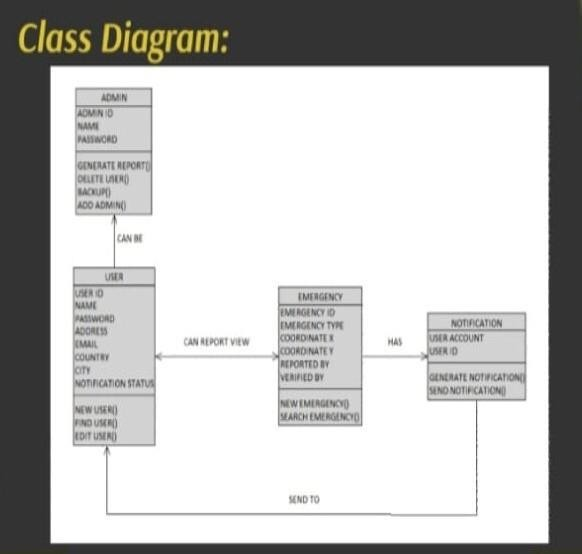 Class Diagram:
ADMIN
ADMIN ID
NAME
PASSWORD
GENERATE REPORT()
DELETE USER()
BACKUP()
ADD ADMIN()
CAN BE
USER
USER ID
NAME
PASSWORD
ADDRESS
EMAIL
COUNTRY
CITY
NOTIFICATION STATUS
NEW USER()
FIND USER()
EDIT USER()
CAN REPORT VIEW
EMERGENCY
EMERGENCY ID
EMERGENCY TYPE
COORDINATE X
COORDINATE Y
REPORTED BY
VERIFIED BY
NEW EMERGENCY()
SEARCH EMERGENCY()
HAS
NOTIFICATION
USER ACCOUNT
USER ID
GENERATE NOTIFICATION()
SEND NOTIFICATION()
SEND TO